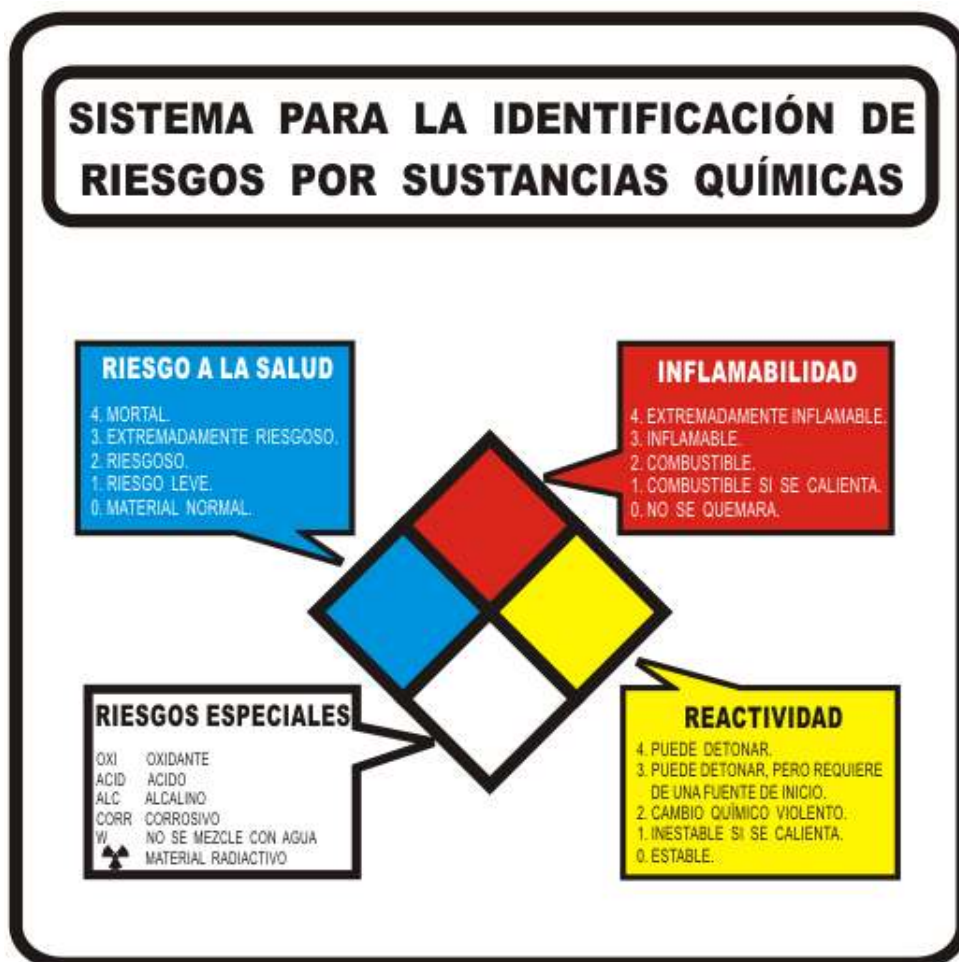 SISTEMA PARA LA IDENTIFICACIÓN DE
RIESGOS POR SUSTANCIAS QUÍMICAS
RIESGO A LA SALUD
4. MORTAL.
3. EXTREMADAMENTE RIESGOSO.
2. RIESGOSO.
1. RIESGO LEVE.
0. MATERIAL NORMAL.
INFLAMABILIDAD
4. EXTREMADAMENTE INFLAMABLE.
3. INFLAMABLE.
2. COMBUSTIBLE.
1. COMBUSTIBLE SI SE CALIENTA.
0. NO SE QUEMARA.
RIESGOS ESPECIALES
OXI OXIDANTE
ACID ACIDO
ALC ALCALINO
CORR CORROSIVO
W NO SE MEZCLE CON AGUA
MATERIAL RADIACTIVO
REACTIVIDAD
4. PUEDE DETONAR.
3. PUEDE DETONAR, PERO REQUIERE
DE UNA FUENTE DE INICIO.
2. CAMBIO QUÍMICO VIOLENTO.
1. INESTABLE SI SE CALIENTA.
0. ESTABLE.